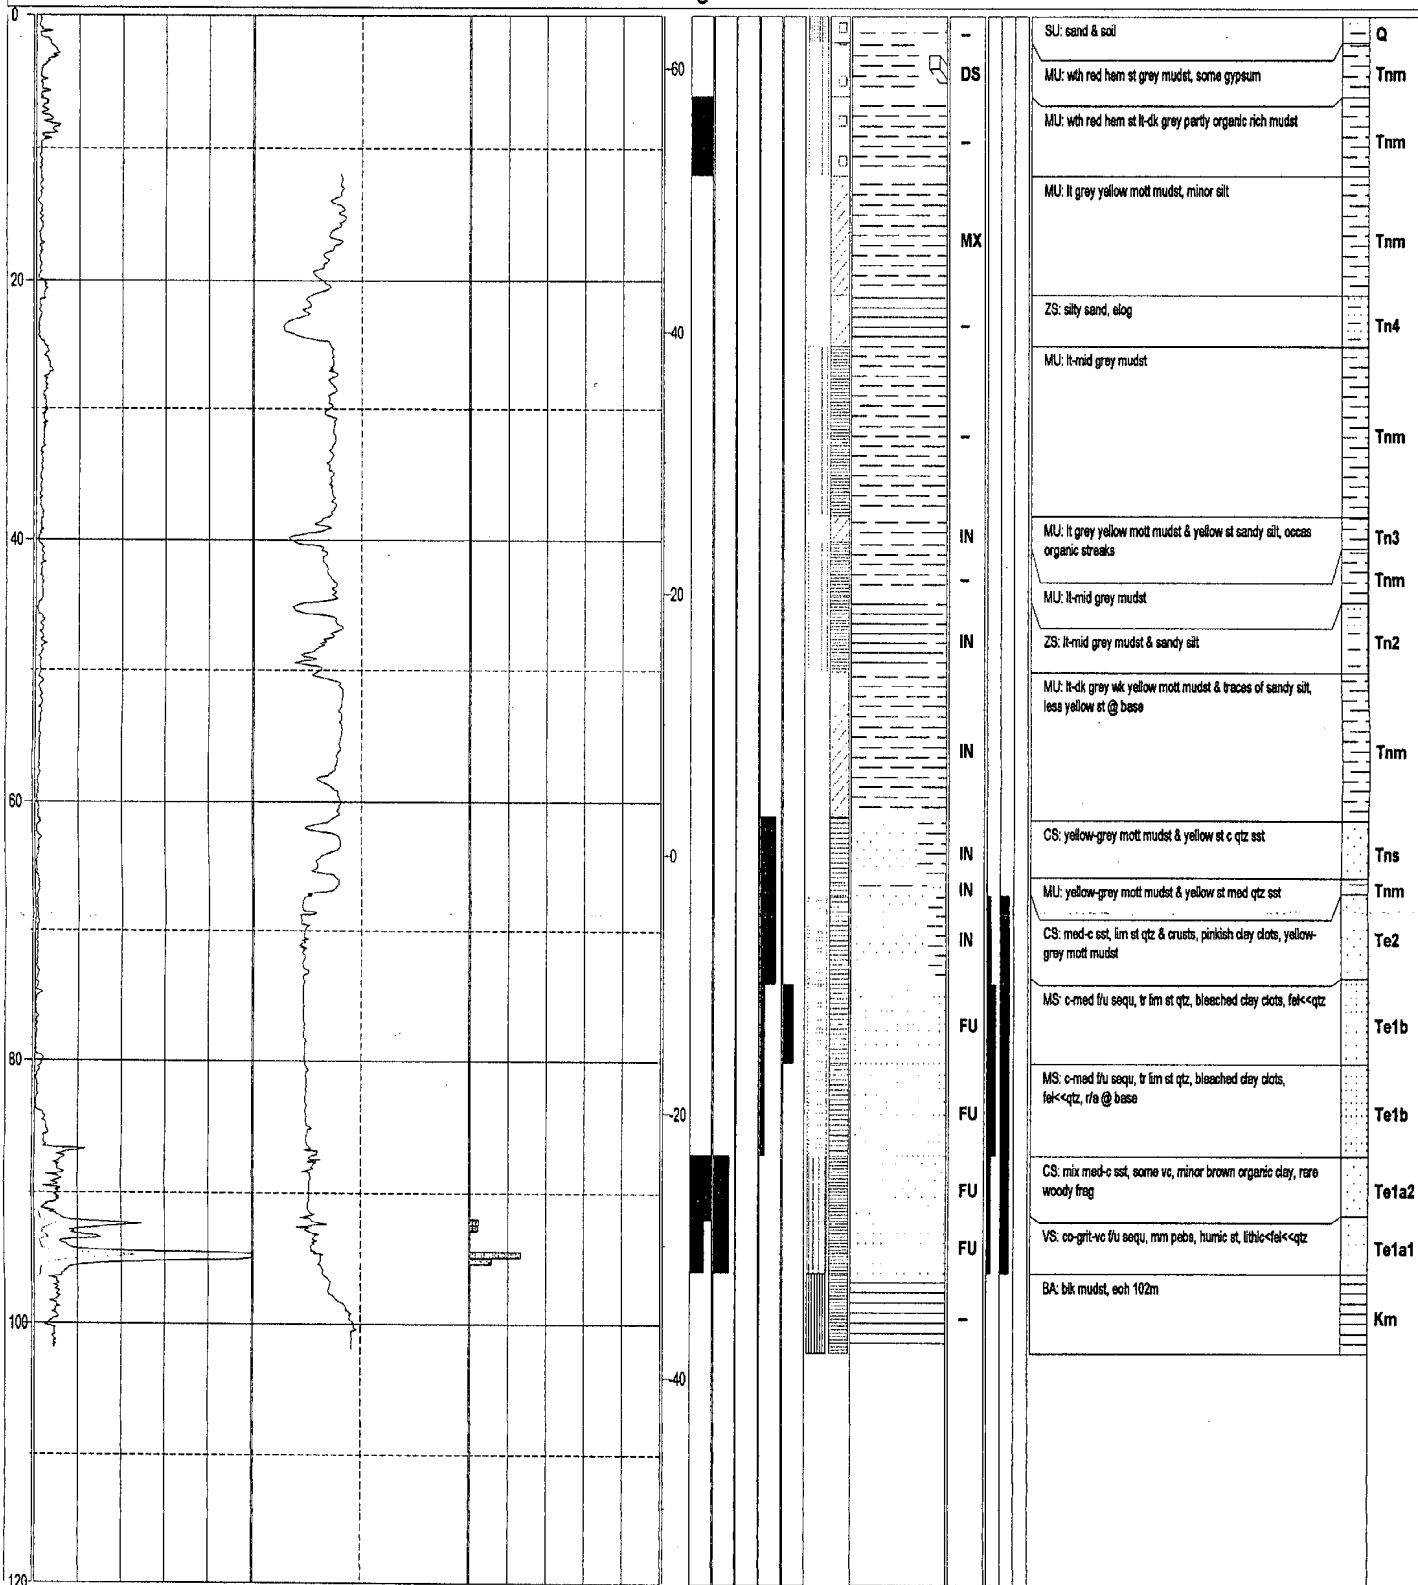 0
20
40
60
80
100
120
60
40
20
-0
-20
-40
-
DS
-
MX
-
-
IN
-
IN
IN
IN
IN
IN
FU
FU
FU
FU
-
SU: sand & soil
Q
MU: wth red hem st grey mudst, some gypsum
Tnm
MU: wth red hem st lt-dk grey partly organic rich mudst
Tnm
MU: lt grey yellow mott mudst, minor silt
Tnm
ZS: silty sand, elog
Tn4
MU: lt-mid grey mudst
Tnm
MU: lt grey yellow mott mudst & yellow st sandy silt, occas
organic streaks
Tn3
MU: lt-mid grey mudst
Tnm
ZS: lt-mid grey mudst & sandy silt
Tn2
MU: lt-dk grey wk yellow mott mudst & traces of sandy silt,
less yellow st @ base
Tnm
CS: yellow-grey mott mudst & yellow st c qtz sst
Tns
MU: yellow-grey mott mudst & yellow st med qtz sst
Tnm
CS: med-c sst, lim st qtz & crusts, pinkish clay clots, yellow-
grey mott mudst
Te2
MS: c-med f/u sequ, tr lim st qtz, bleached clay clots, fel<<qtz
Te1b
MS: c-med f/u sequ, tr lim st qtz, bleached clay clots,
fel<<qtz, r/a @ base
Te1b
CS: mix med-c sst, some vc, minor brown organic clay, rare
woody frag
Te1a2
VS: co-grit-vc f/u sequ, mm pebs, humic st, lithic<fel<<qtz
Te1a1
BA: blk mudst, eoh 102m
Km